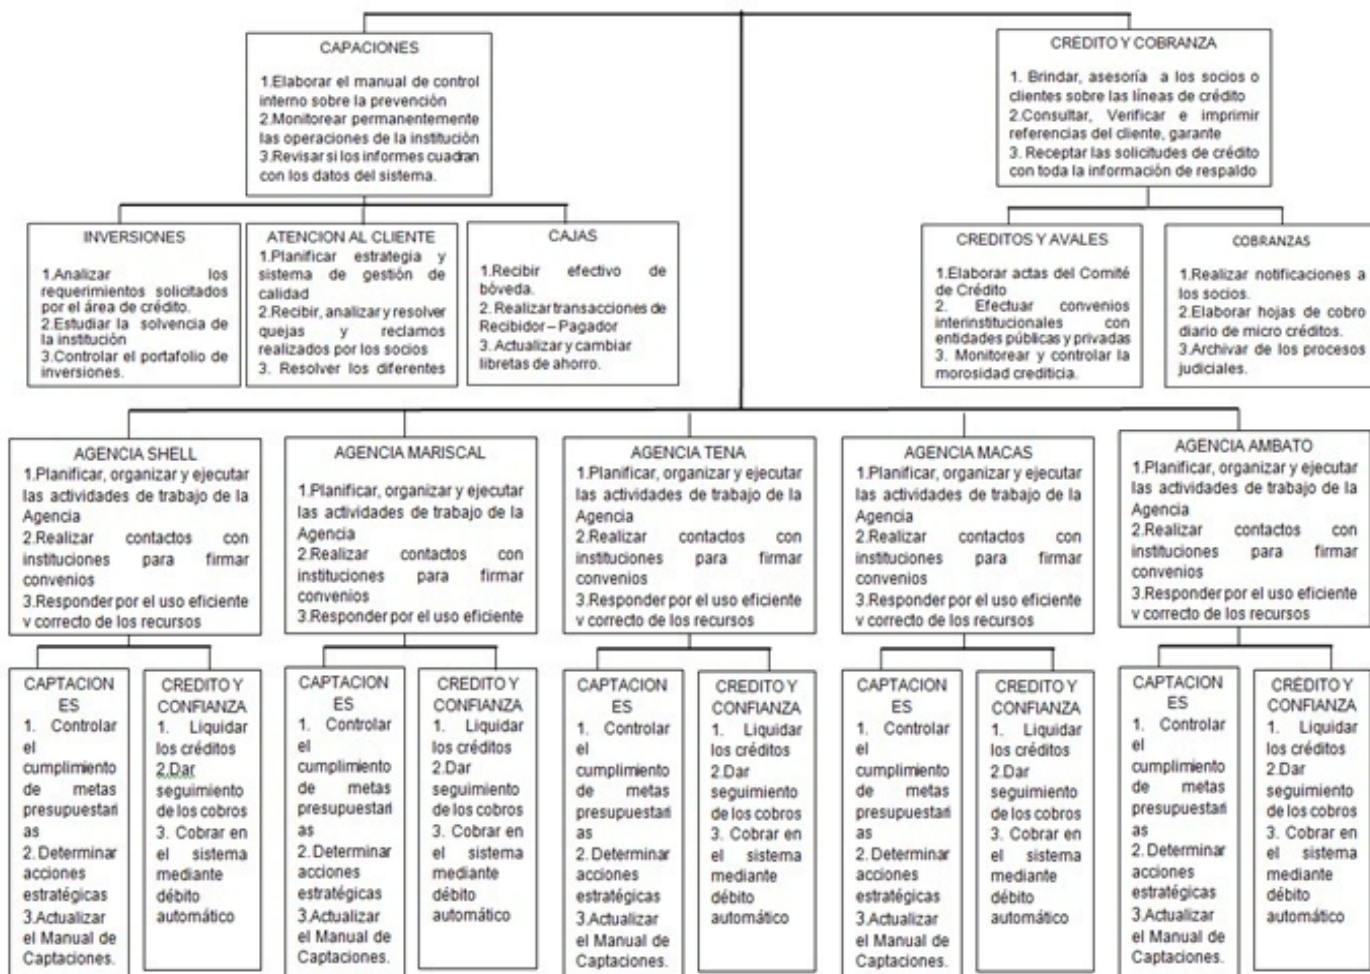 CAPACIONES
1.Elaborar el manual de control
interno sobre la prevención
2.Monitorear permanentemente
las operaciones de la institución
3.Revisar si los informes cuadran
con los datos del sistema.
CRÉDITO Y COBRANZA
1. Brindar, asesoría a los socios o
clientes sobre las líneas de crédito
2.Consultar, Verificar e imprimir
referencias del cliente, garante
3. Receptar las solicitudes de crédito
con toda la información de respaldo
INVERSIONES
1.Analizar los
requerimientos solicitados
por el área de crédito.
2.Estudiar la solvencia de
la institución
3.Controlar el portafolio de
inversiones.
ATENCION AL CLIENTE
1.Planificar estrategia y
sistema de gestión de
calidad
2.Recibir, analizar y resolver
quejas y reclamos
realizados por los socios
3. Resolver los diferentes
CAJAS
1.Recibir efectivo de
bóveda.
2. Realizar transacciones de
Recibidor – Pagador
3. Actualizar y cambiar
libretas de ahorro.
CREDITOS Y AVALES
1.Elaborar actas del Comité
de Crédito
2. Efectuar convenios
interinstitucionales con
entidades públicas y privadas
3. Monitorear y controlar la
morosidad crediticia.
COBRANZAS
1.Realizar notificaciones a
los socios.
2.Elaborar hojas de cobro
diario de micro créditos.
3.Archivar de los procesos
judiciales.
AGENCIA SHELL
1.Planificar, organizar y ejecutar
las actividades de trabajo de la
Agencia
2.Realizar contactos con
instituciones para firmar
convenios
3.Responder por el uso eficiente
y correcto de los recursos
AGENCIA MARISCAL
1.Planificar, organizar y ejecutar
las actividades de trabajo de la
Agencia
2.Realizar contactos con
instituciones para firmar
convenios
3.Responder por el uso eficiente
AGENCIA TENA
1.Planificar, organizar y ejecutar
las actividades de trabajo de la
Agencia
2.Realizar contactos con
instituciones para firmar
convenios
3.Responder por el uso eficiente
y correcto de los recursos
AGENCIA MACAS
1.Planificar, organizar y ejecutar
las actividades de trabajo de la
Agencia
2.Realizar contactos con
instituciones para firmar
convenios
3.Responder por el uso eficiente
y correcto de los recursos
AGENCIA AMBATO
1.Planificar, organizar y ejecutar
las actividades de trabajo de la
Agencia
2.Realizar contactos con
instituciones para firmar
convenios
3.Responder por el uso eficiente
y correcto de los recursos
CAPTACION
ES
1. Controlar
el
cumplimiento
de metas
presupuestari
as
2. Determinar
acciones
estratégicas
3.Actualizar
el Manual de
Captaciones.
CREDITO Y
CONFIANZA
1. Liquidar
los créditos
2.Dar
seguimiento
de los cobros
3. Cobrar en
el sistema
mediante
débito
automático
CAPTACION
ES
1. Controlar
el
cumplimiento
de metas
presupuestari
as
2. Determinar
acciones
estratégicas
3.Actualizar
el Manual de
Captaciones.
CREDITO Y
CONFIANZA
1. Liquidar
los créditos
2.Dar
seguimiento
de los cobros
3. Cobrar en
el sistema
mediante
débito
automático
CAPTACION
ES
1. Controlar
el
cumplimiento
de metas
presupuestari
as
2. Determinar
acciones
estratégicas
3.Actualizar
el Manual de
Captaciones.
CREDITO Y
CONFIANZA
1. Liquidar
los créditos
2.Dar
seguimiento
de los cobros
3. Cobrar en
el sistema
mediante
débito
automático
CAPTACION
ES
1. Controlar
el
cumplimiento
de metas
presupuestari
as
2. Determinar
acciones
estratégicas
3.Actualizar
el Manual de
Captaciones.
CREDITO Y
CONFIANZA
1. Liquidar
los créditos
2.Dar
seguimiento
de los cobros
3. Cobrar en
el sistema
mediante
débito
automático
CAPTACION
ES
1. Controlar
el
cumplimiento
de metas
presupuestari
as
2. Determinar
acciones
estratégicas
3.Actualizar
el Manual de
Captaciones.
CREDITO Y
CONFIANZA
1. Liquidar
los créditos
2.Dar
seguimiento
de los cobros
3. Cobrar en
el sistema
mediante
débito
automático